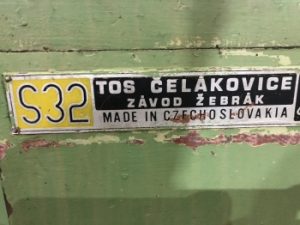 S32
TOS ČELÁKOVICE
ZÁVOD ŽEBRÁK
MADE IN CZECHOSLOVAKIA